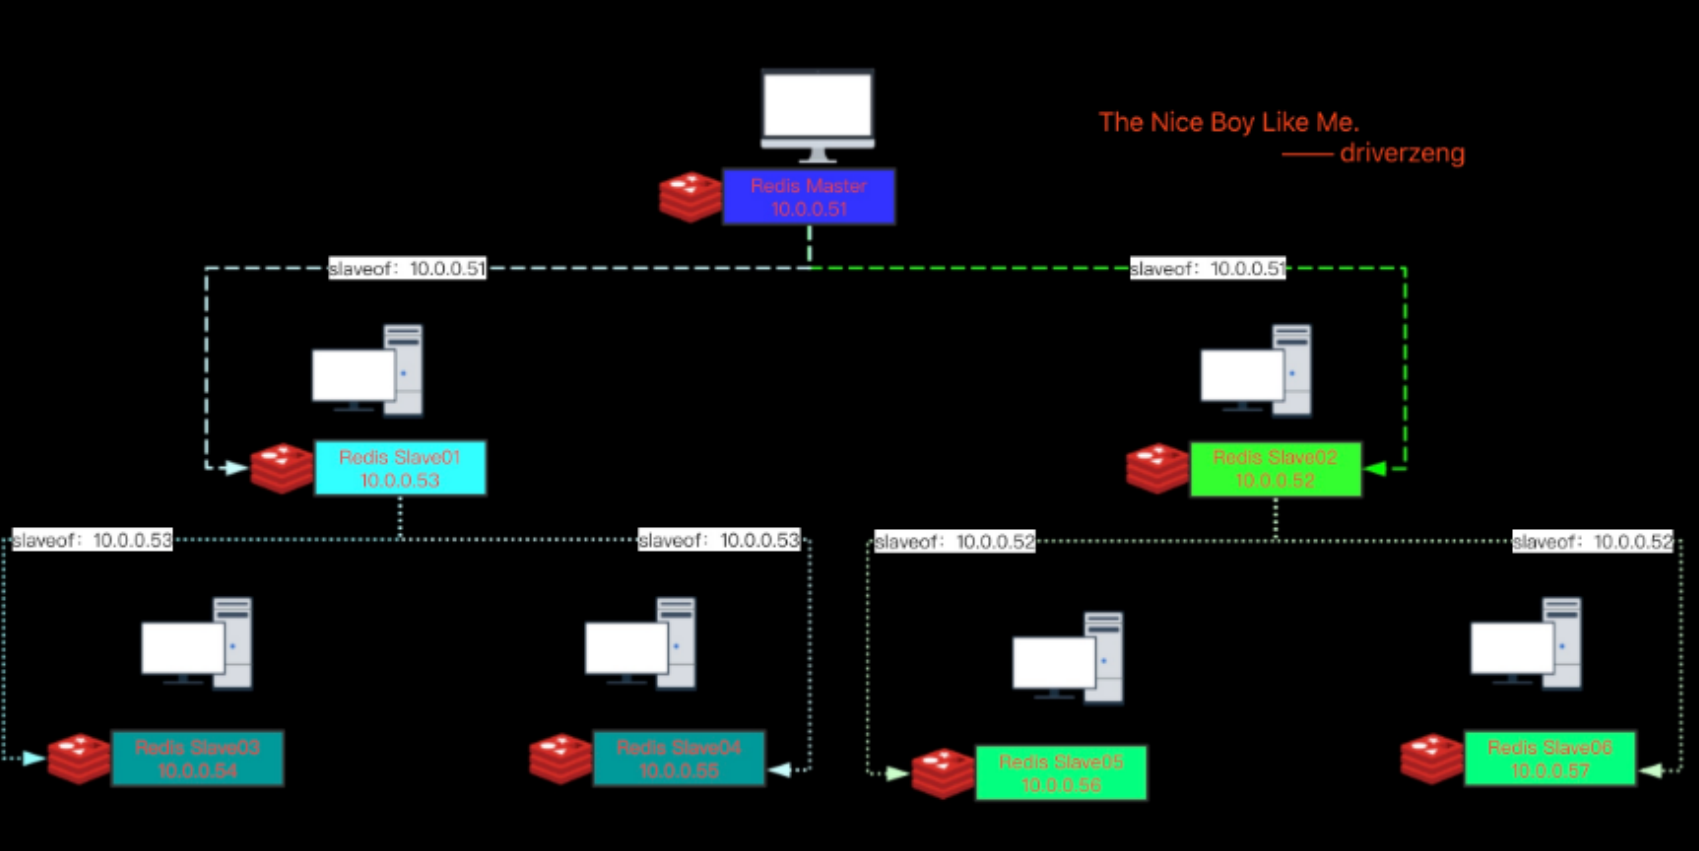 The Nice Boy Like Me.
—— driverzeng
Redis Master
10.0.0.51
slaveof：10.0.0.51
slaveof：10.0.0.51
Redis Slave01
10.0.0.53
Redis Slave02
10.0.0.52
slaveof：10.0.0.53
slaveof：10.0.0.53
slaveof：10.0.0.52
slaveof：10.0.0.52
Redis Slave03
10.0.0.54
Redis Slave04
10.0.0.55
Redis Slave05
10.0.0.56
Redis Slave06
10.0.0.57